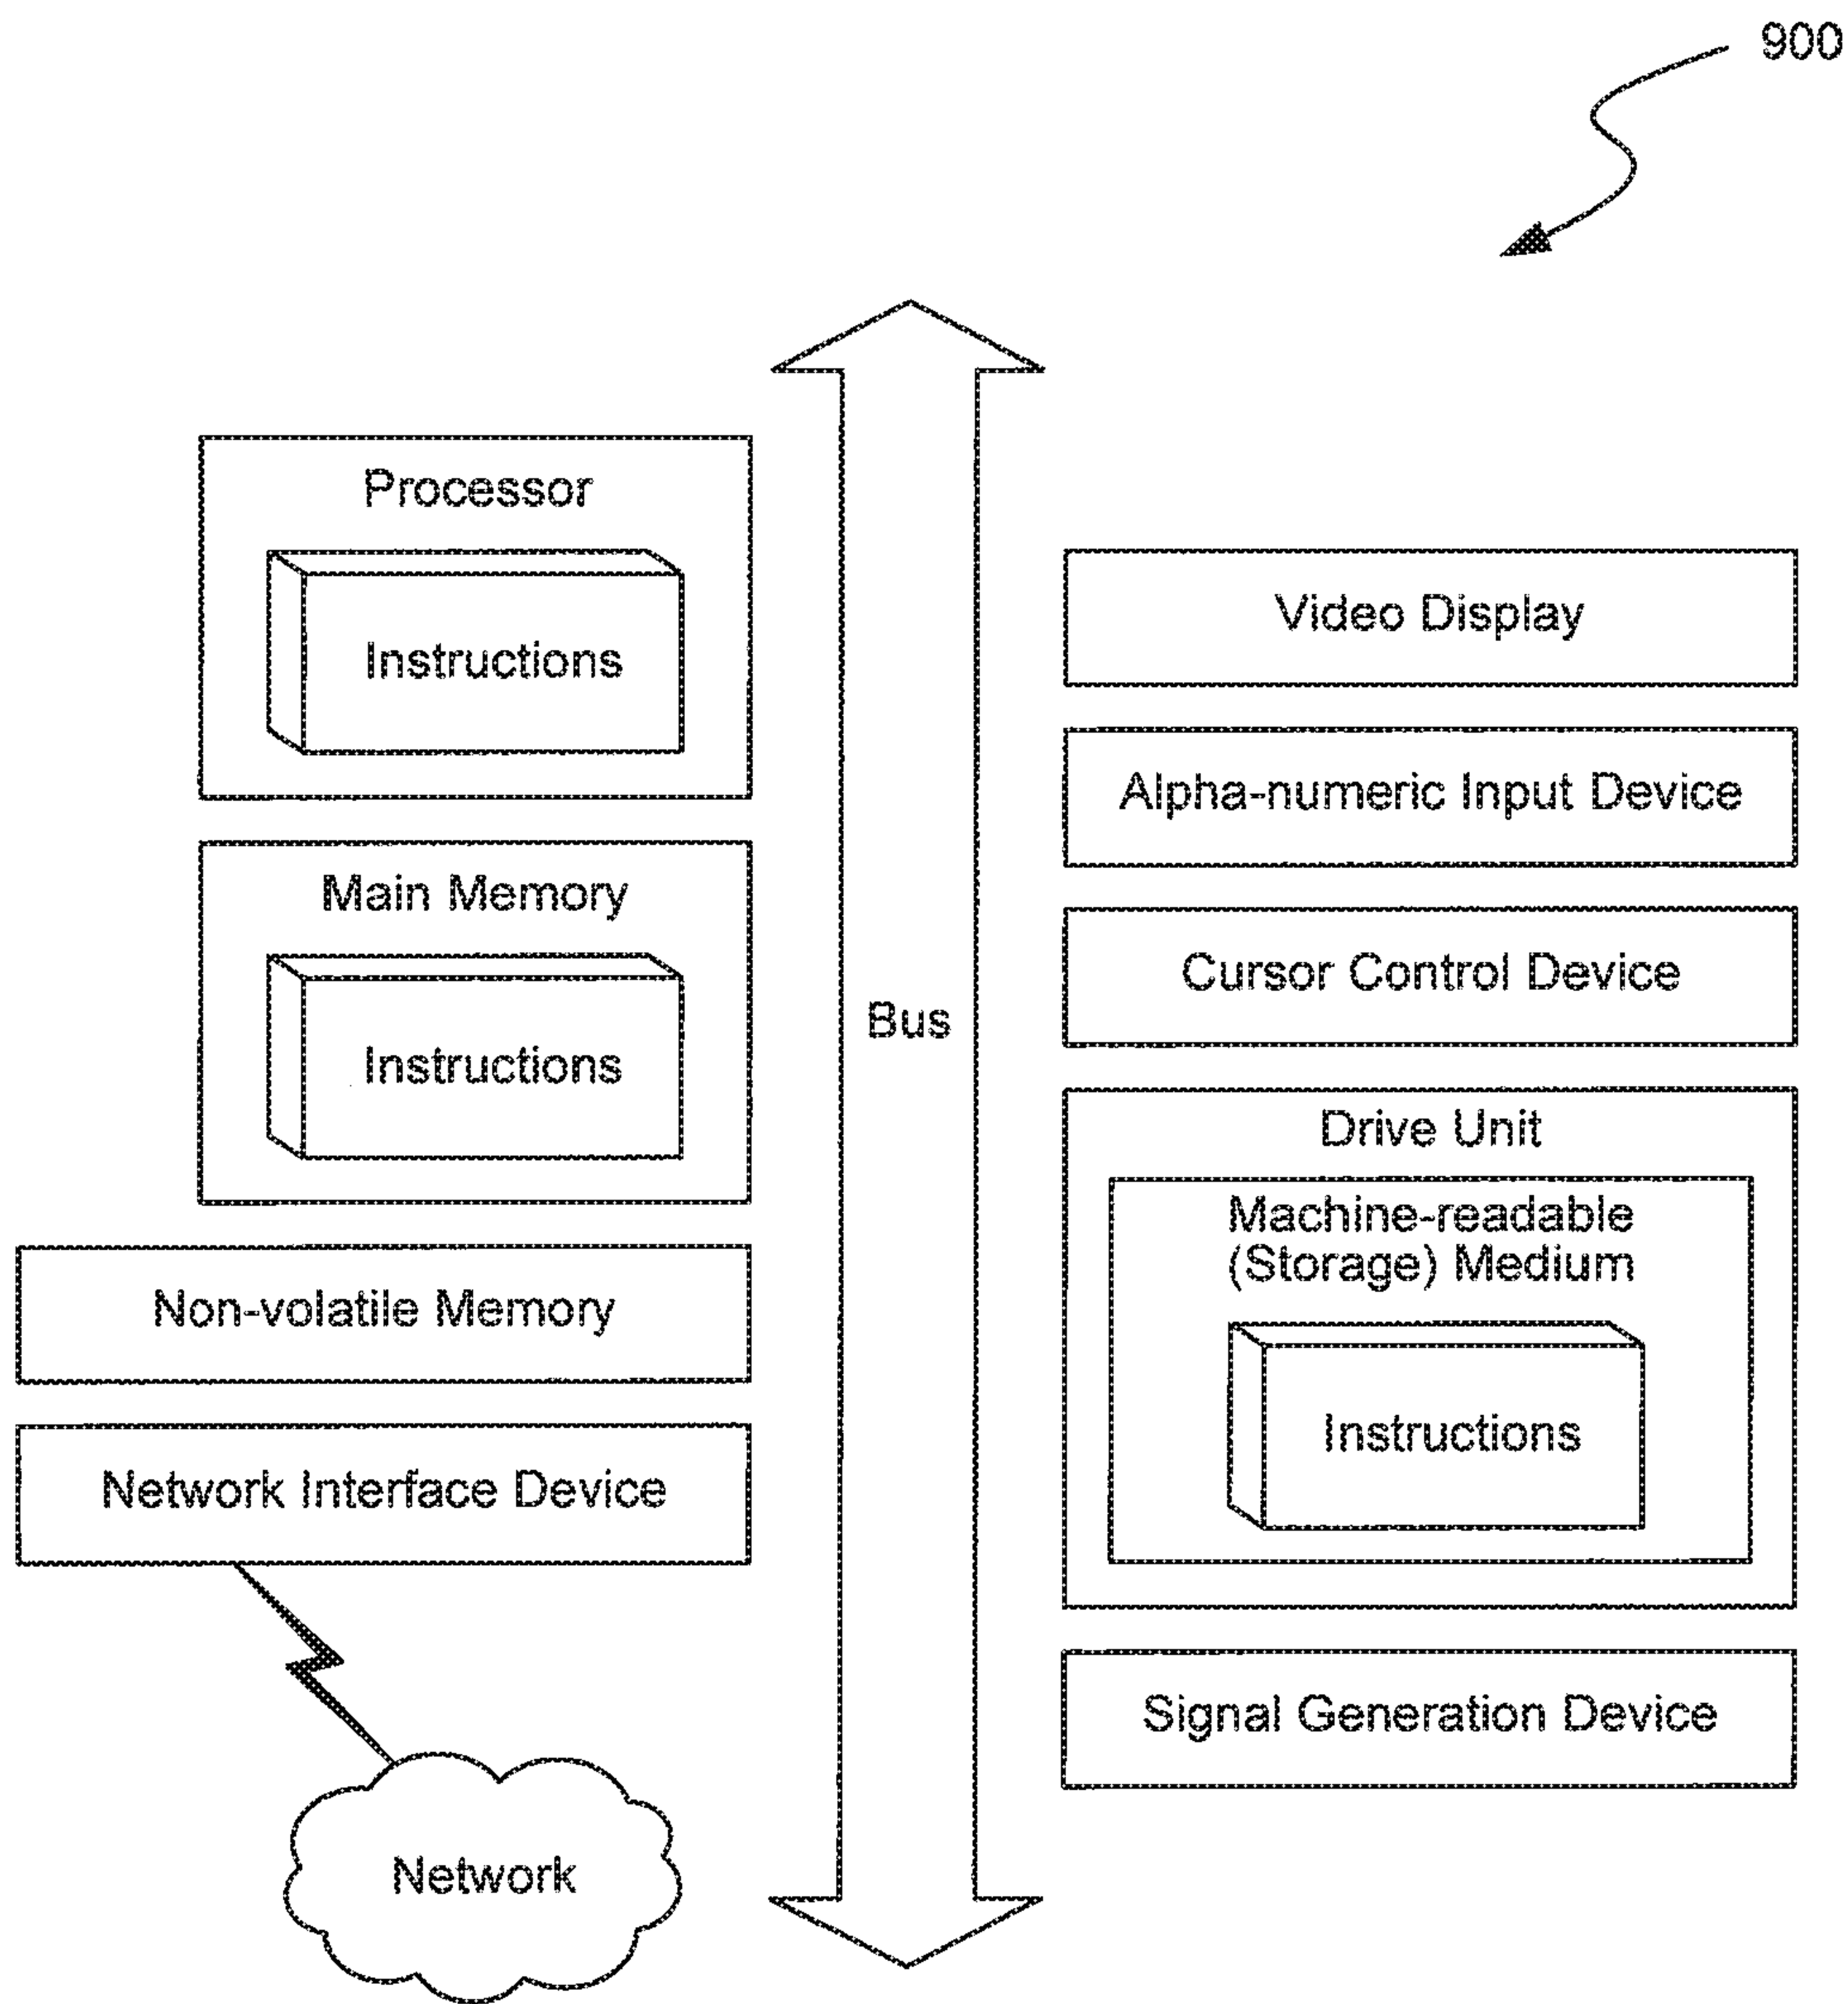 900
Processor
Instructions
Main Memory
Instructions
Non-volatile Memory
Network Interface Device
Network
Bus
Video Display
Alpha-numeric Input Device
Cursor Control Device
Drive Unit
Machine-readable
(Storage) Medium
Instructions
Signal Generation Device